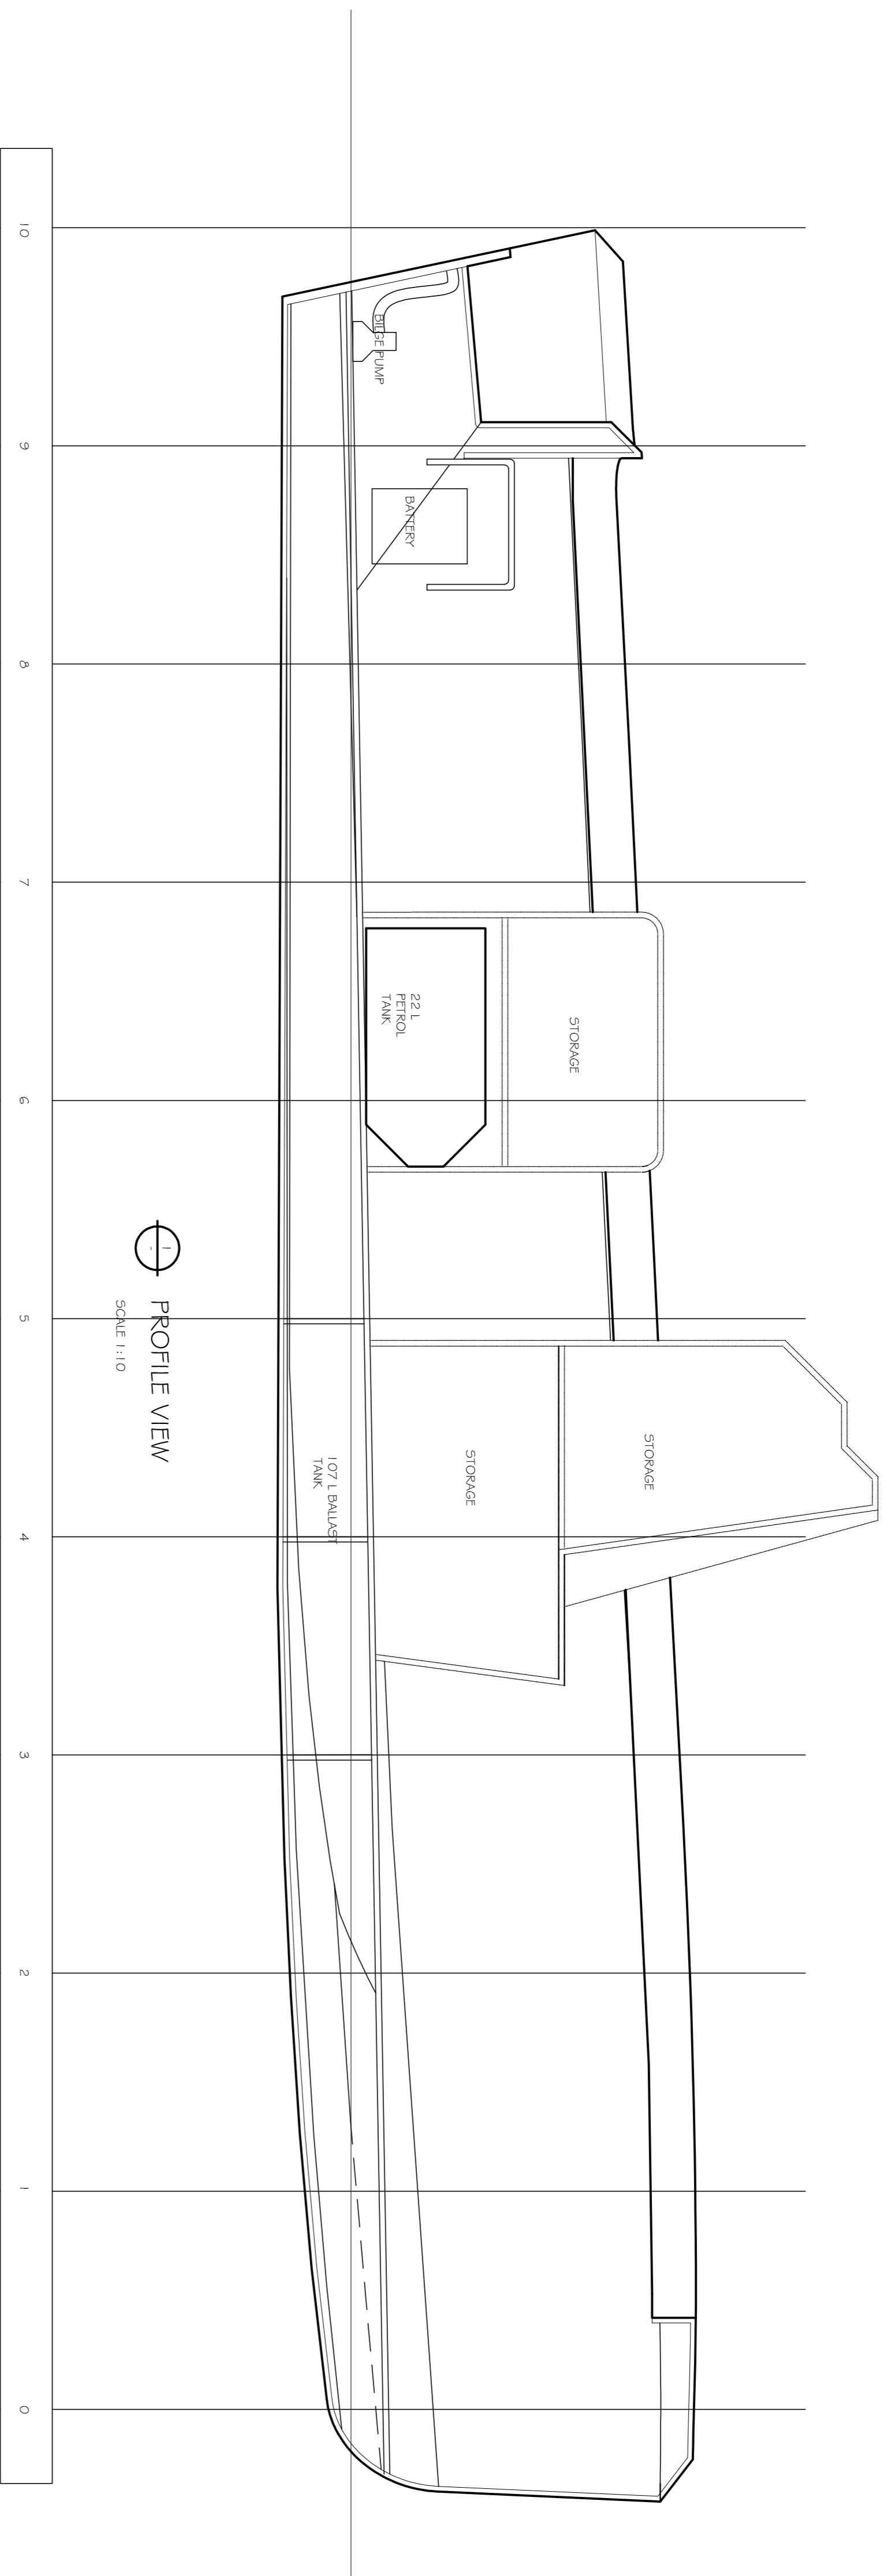 BILGE PUMP
BATTERY
22 L
PETROL
TANK
STORAGE
STORAGE
STORAGE
107 L BALLAST
TANK
10
9
8
7
6
5
4
3
2
1
0
1
-
PROFILE VIEW
SCALE 1:10